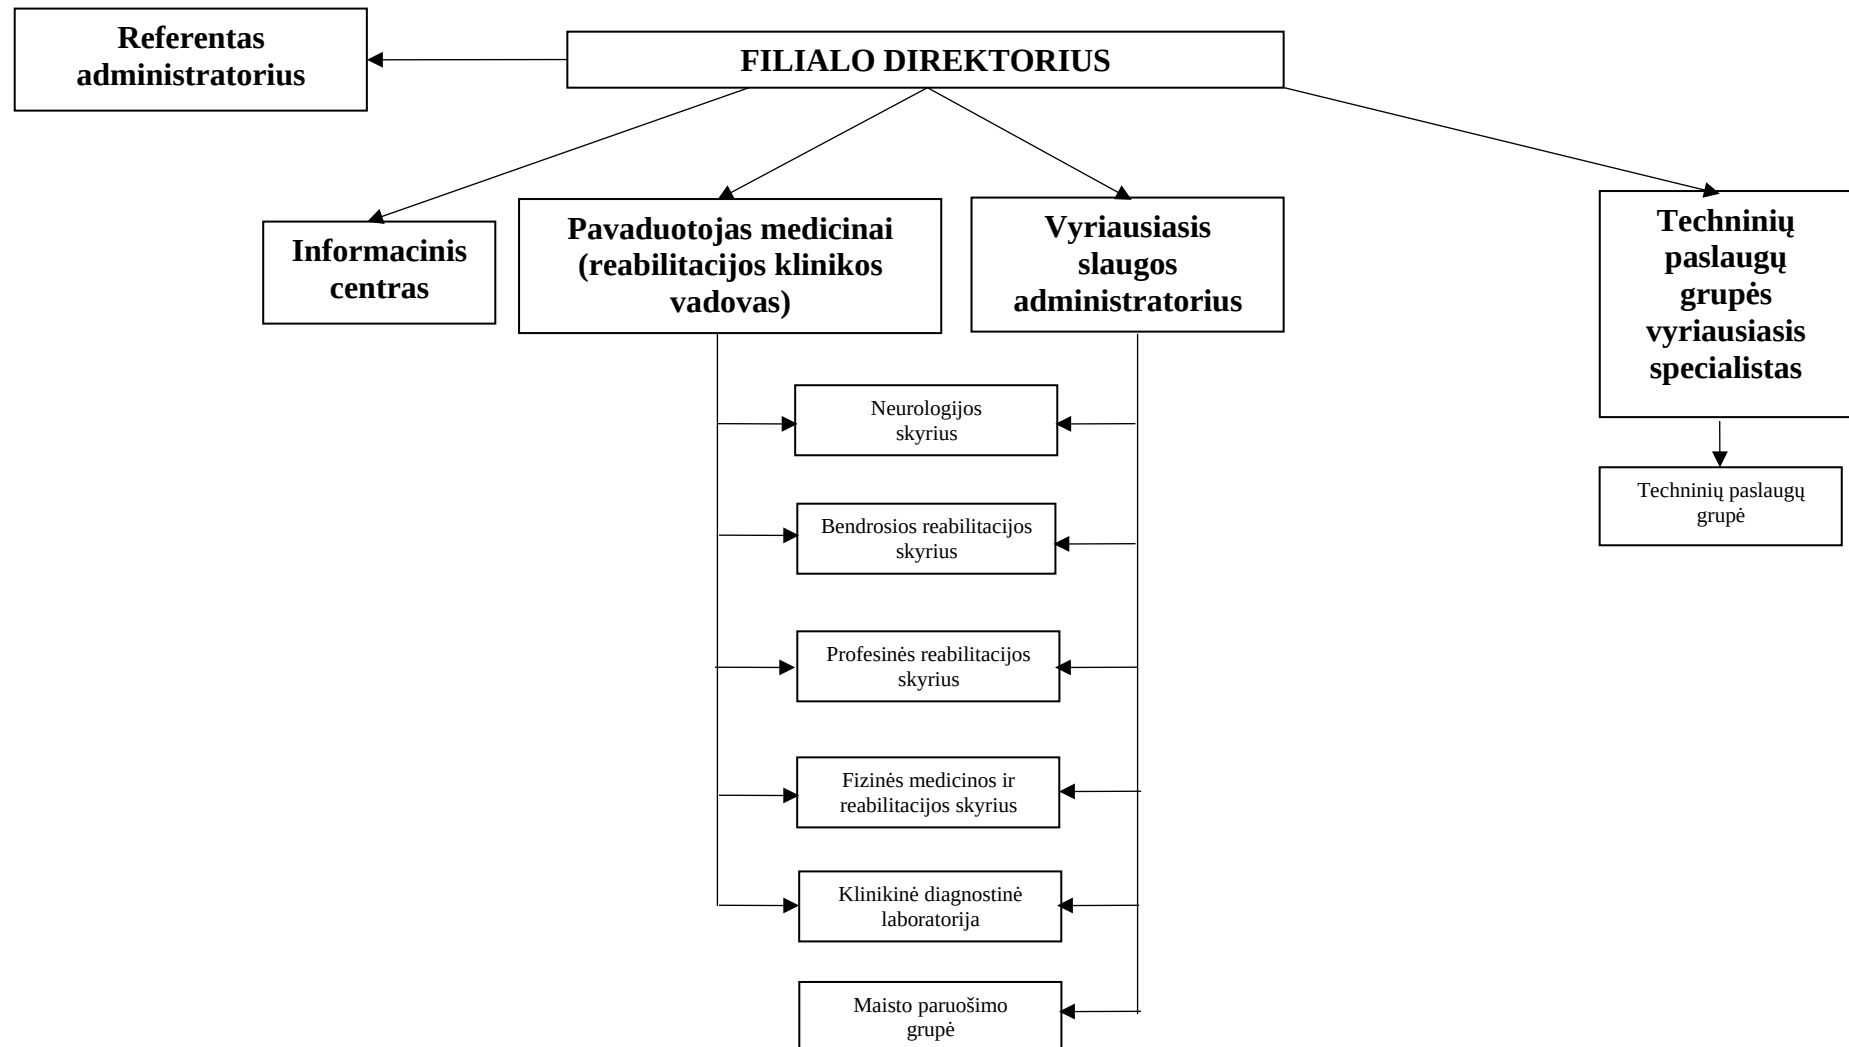 Referentas
administratorius
FILIALO DIREKTORIUS
Informacinis
centras
Pavaduotojas medicinai
(reabilitacijos klinikos
vadovas)
Vyriausiasis
slaugos
administratorius
Techninių
paslaugų
grupės
vyriausiasis
specialistas
Neurologijos
skyrius
Techninių paslaugų
grupė
Bendrosios reabilitacijos
skyrius
Profesinės reabilitacijos
skyrius
Fizinės medicinos ir
reabilitacijos skyrius
Klinikinė diagnostinė
laboratorija
Maisto paruošimo
grupė